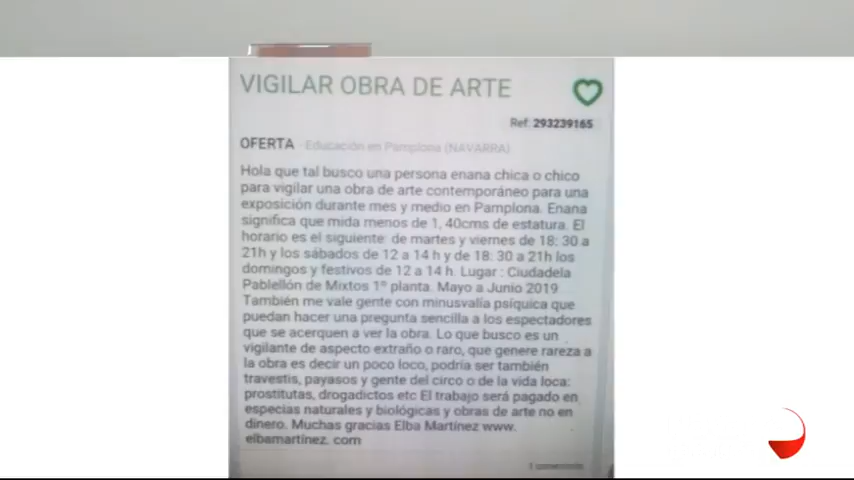 VIGILAR OBRA DE ARTE
Ref: 293239165
OFERTA - Educación en Pamplona (NAVARRA)
Hola que tal busco una persona enana chica o chico
para vigilar una obra de arte contemporáneo para una
exposición durante mes y medio en Pamplona. Enana
significa que mida menos de 1, 40cms de estatura. El
horario es el siguiente: de martes y viernes de 18: 30 a
21h y los sábados de 12 a 14 h y de 18: 30 a 21h los
domingos y festivos de 12 a 14 h. Lugar : Ciudadela
Pabllellón de Mixtos 1º planta. Mayo a Junio 2019
También me vale gente con minusvalía psíquica que
puedan hacer una pregunta sencilla a los espectadores
que se acerquen a ver la obra. Lo que busco es un
vigilante de aspecto extraño o raro, que genere rareza a
la obra es decir un poco loco, podría ser también
travestis, payasos y gente del circo o de la vida loca:
prostitutas, drogadictos etc El trabajo será pagado en
especias naturales y biológicas y obras de arte no en
dinero. Muchas gracias Elba Martínez www.
elbamartínez. com